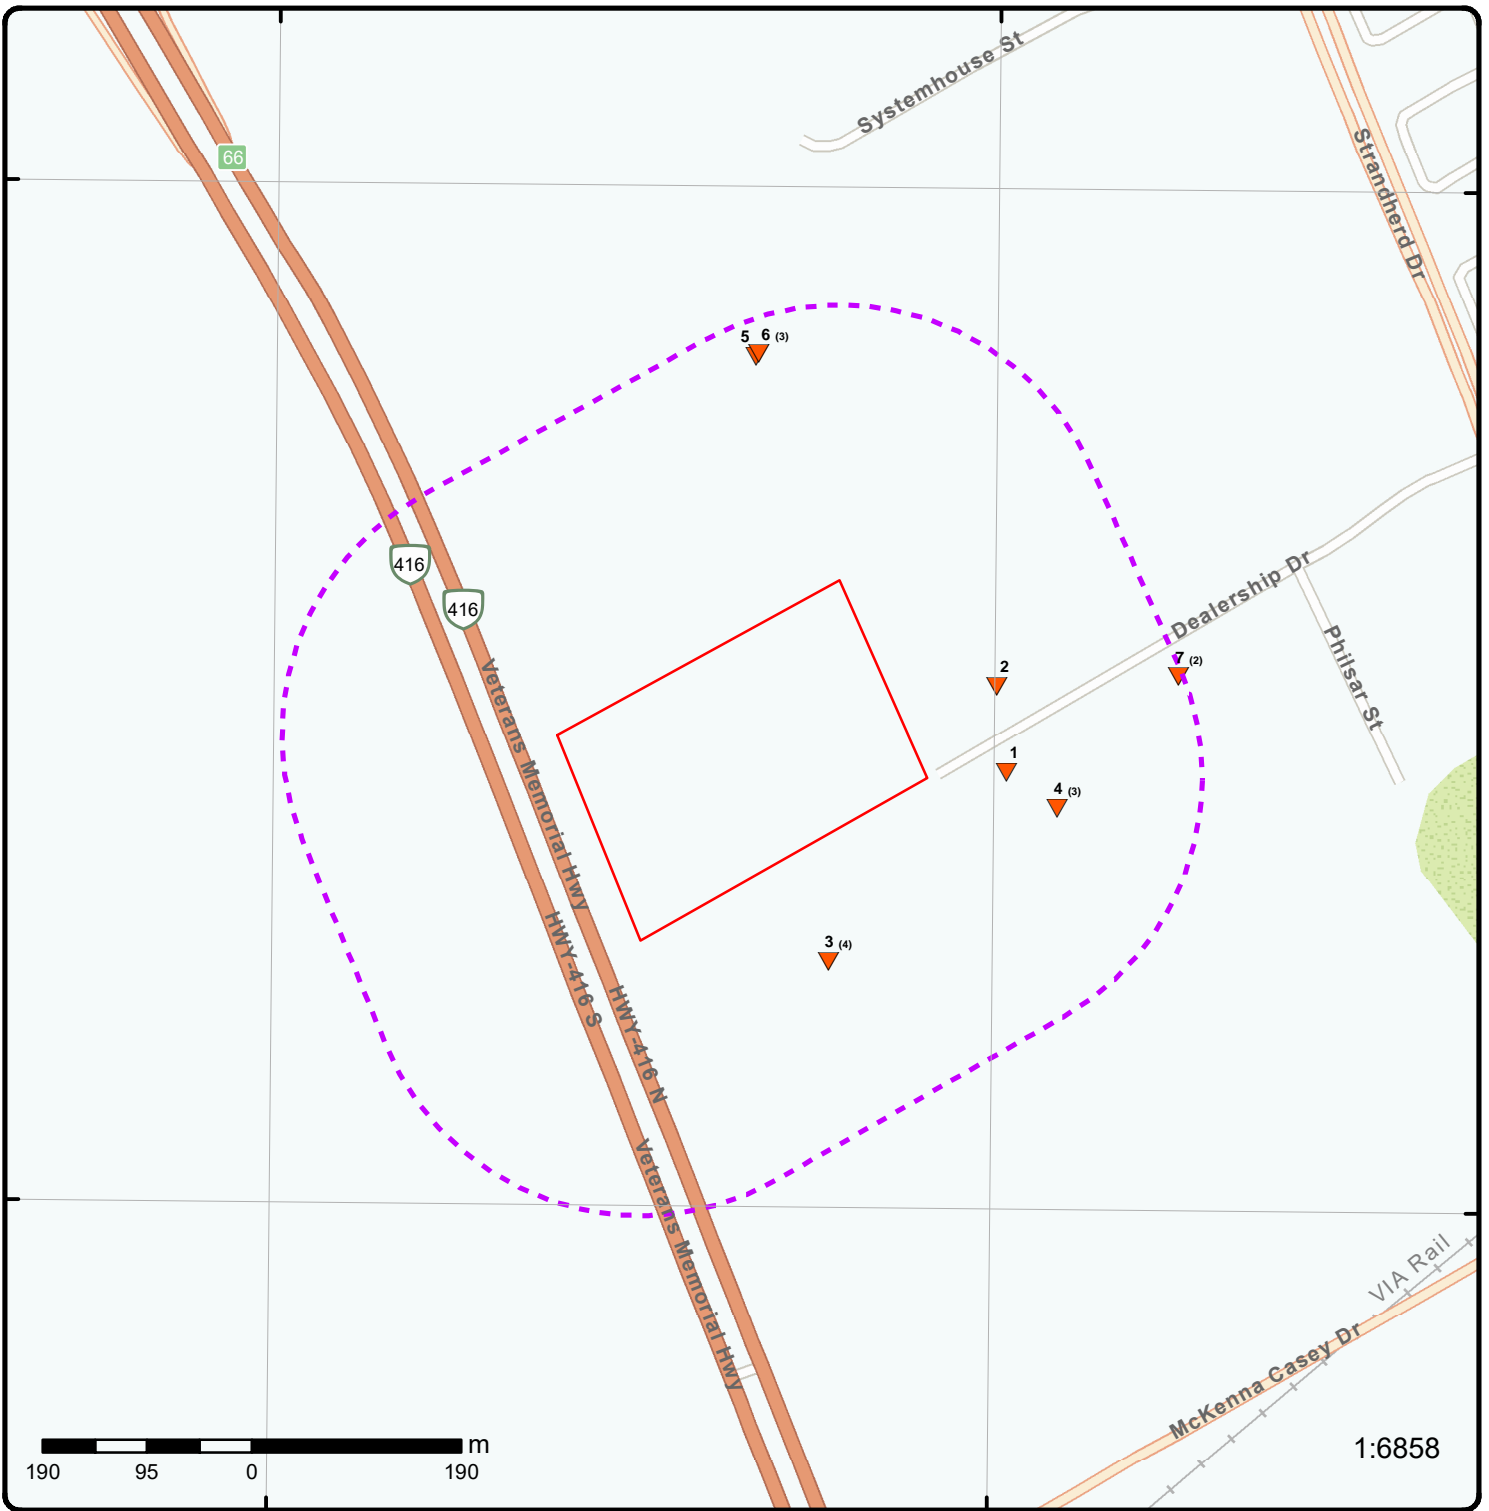 Systemhouse St
66
Strandherd Dr
5 6 (3)
416
416
Dealership Dr
Philsar St
7 (2)
2
1
4 (3)
3 (4)
Veterans Memorial Hwy
HWY-416 S
HWY-416 N
Veterans Memorial Hwy
VIA Rail
McKenna Casey Dr
m
190 95 0 190
1:6858